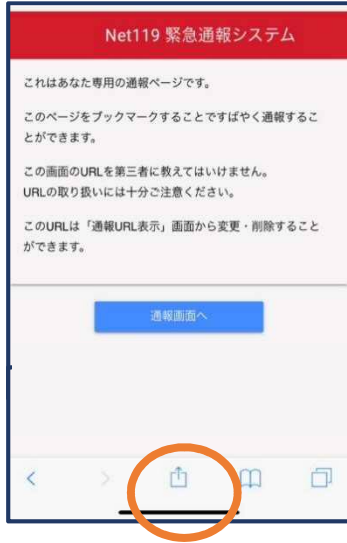 Net119 緊急通報システム
これはあなた専用の通報ページです。
このページをブックマークすることですばやく通報するこ
とができます。
この画面のURLを第三者に教えてはいけません。
URLの取り扱いには十分ご注意ください。
このURLは「通報URL表示」画面から変更・削除すること
ができます。
通報画面へ